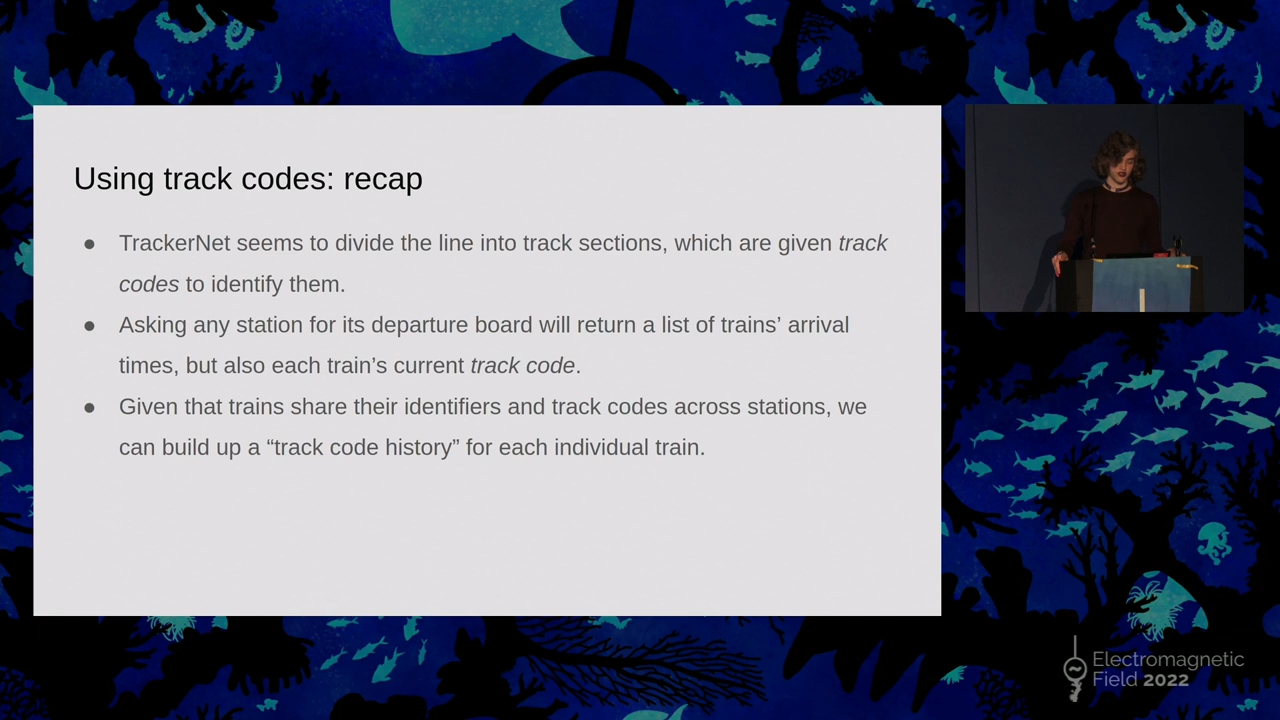 Using track codes: recap
● TrackerNet seems to divide the line into track sections, which are given track
codes to identify them.
● Asking any station for its departure board will return a list of trains’ arrival
times, but also each train’s current track code.
● Given that trains share their identifiers and track codes across stations, we
can build up a “track code history” for each individual train.
Electromagnetic
Field 2022